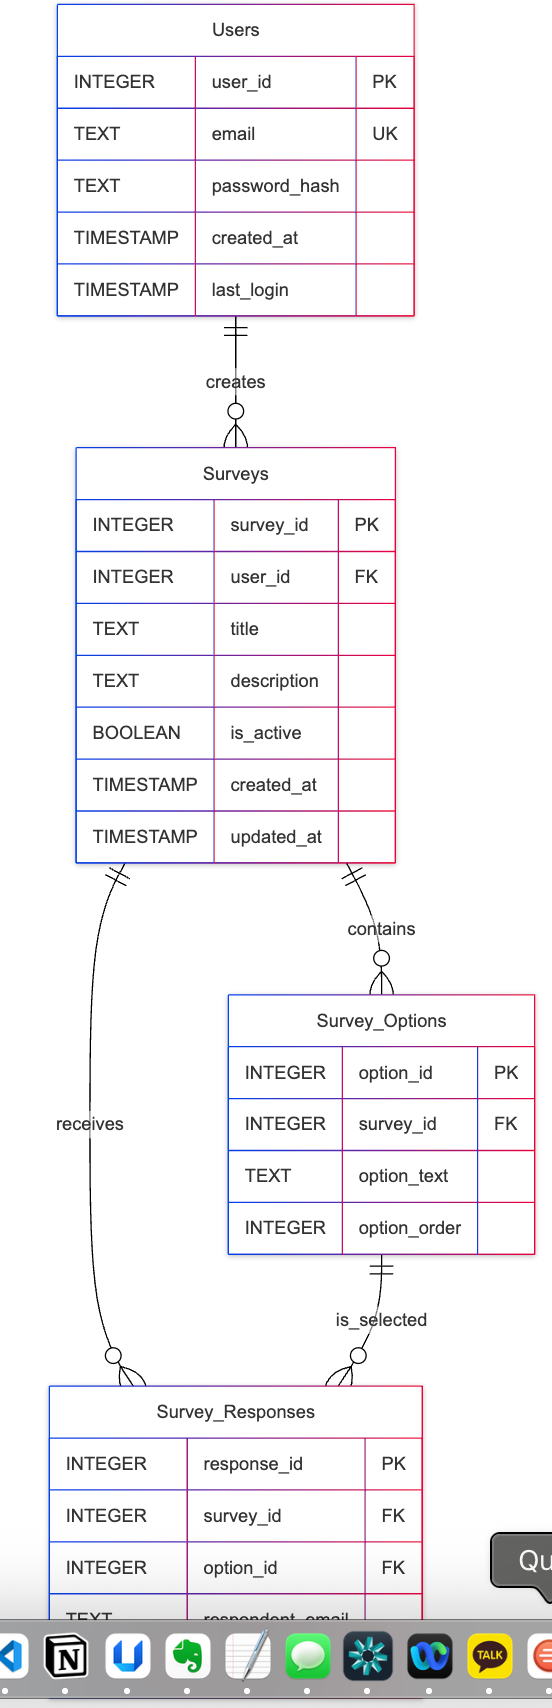 Users
INTEGER user_id PK
TEXT email UK
TEXT password_hash
TIMESTAMP created_at
TIMESTAMP last_login
creates
Surveys
INTEGER survey_id PK
INTEGER user_id FK
TEXT title
TEXT description
BOOLEAN is_active
TIMESTAMP created_at
TIMESTAMP updated_at
contains
Survey_Options
INTEGER option_id PK
INTEGER survey_id FK
TEXT option_text
INTEGER option_order
receives
is_selected
Survey_Responses
INTEGER response_id PK
INTEGER survey_id FK
INTEGER option_id FK
TEXT respondent_email
Qu
TALK